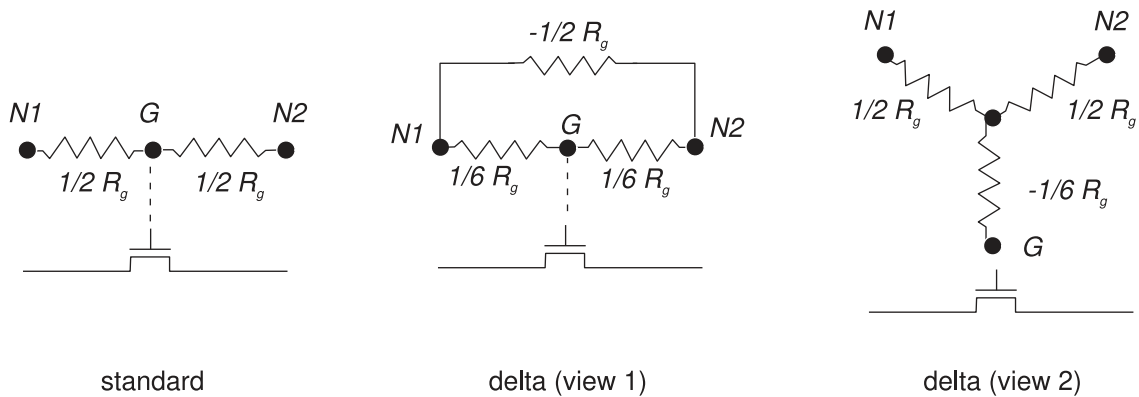 N1 G N2
1/2 R_g 1/2 R_g
standard
-1/2 R_g
N1 G N2
1/6 R_g 1/6 R_g
delta (view 1)
N1 N2
1/2 R_g 1/2 R_g
-1/6 R_g
G
delta (view 2)